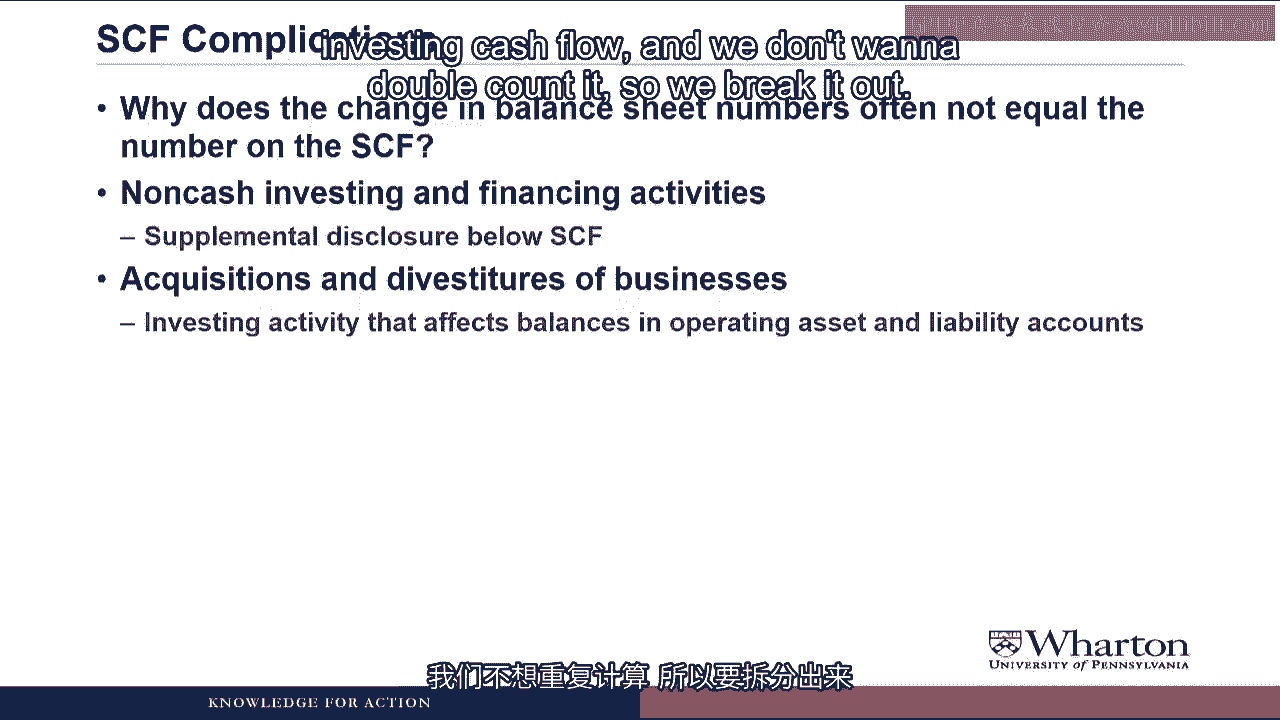 SCF Complications
investing cash flow, and we don't wanna
double count it, so we break it out.
• Why does the change in balance sheet numbers often not equal the
number on the SCF?
• Noncash investing and financing activities
– Supplemental disclosure below SCF
• Acquisitions and divestitures of businesses
– Investing activity that affects balances in operating asset and liability accounts
Wharton
UNIVERSITY OF PENNSYLVANIA
我们不想重复计算 所以要拆分出来
KNOWLEDGE FOR ACTION